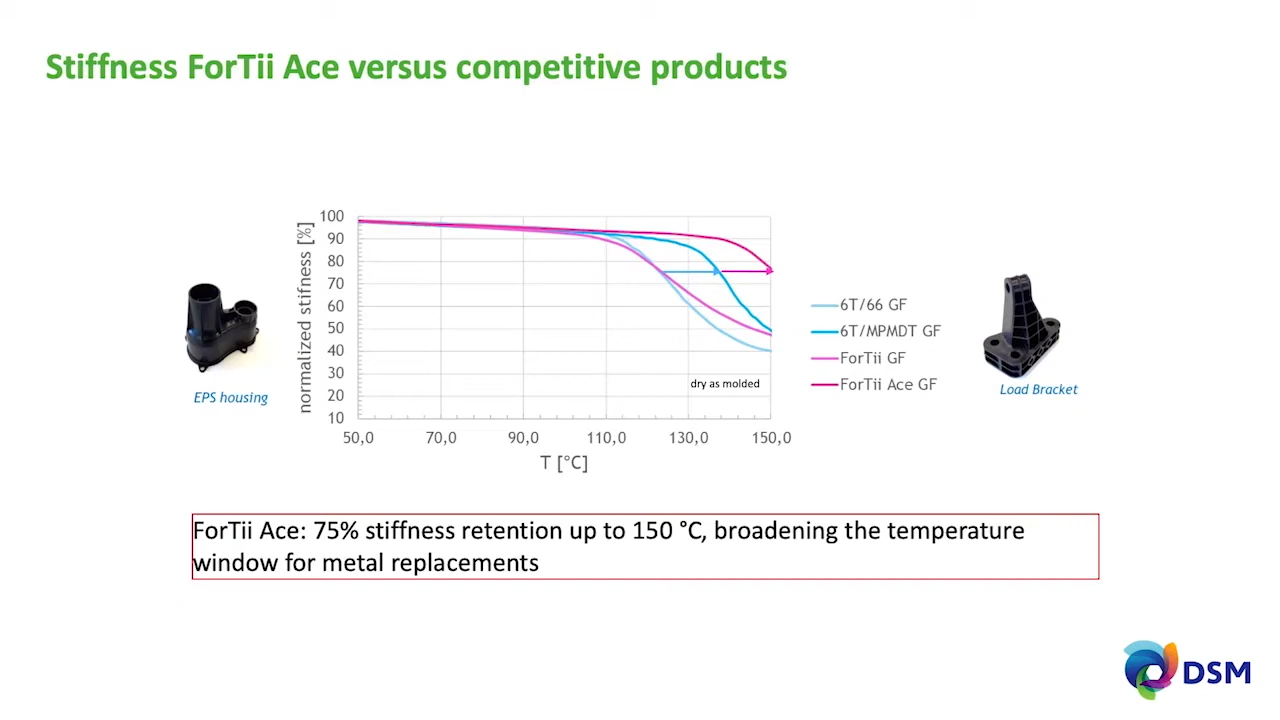 Stiffness ForTii Ace versus competitive products
normalized stiffness [%]
100
90
80
70
60
50
40
30
20
10
50,0 70,0 90,0 110,0 130,0 150,0
T [°C]
dry as molded
6T/66 GF
6T/MPMDT GF
ForTii GF
ForTii Ace GF
EPS housing
Load Bracket
ForTii Ace: 75% stiffness retention up to 150 °C, broadening the temperature
window for metal replacements
DSM